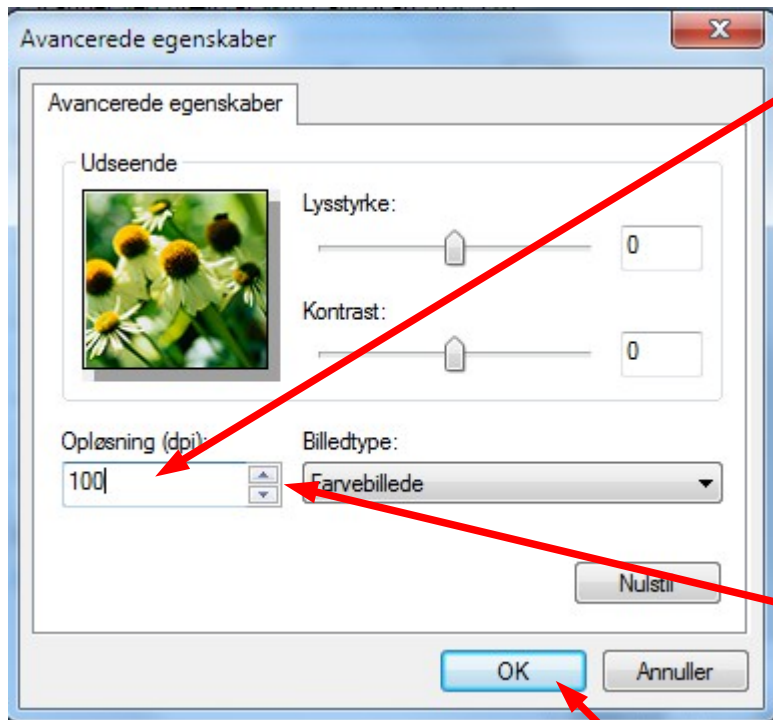 Avancerede egenskaber
Avancerede egenskaber
Udseende
Lysstyrke:
0
Kontrast:
0
Opløsning (dpi):
100
Billedtype:
Farvebillede
Nulstil
OK
Annuller